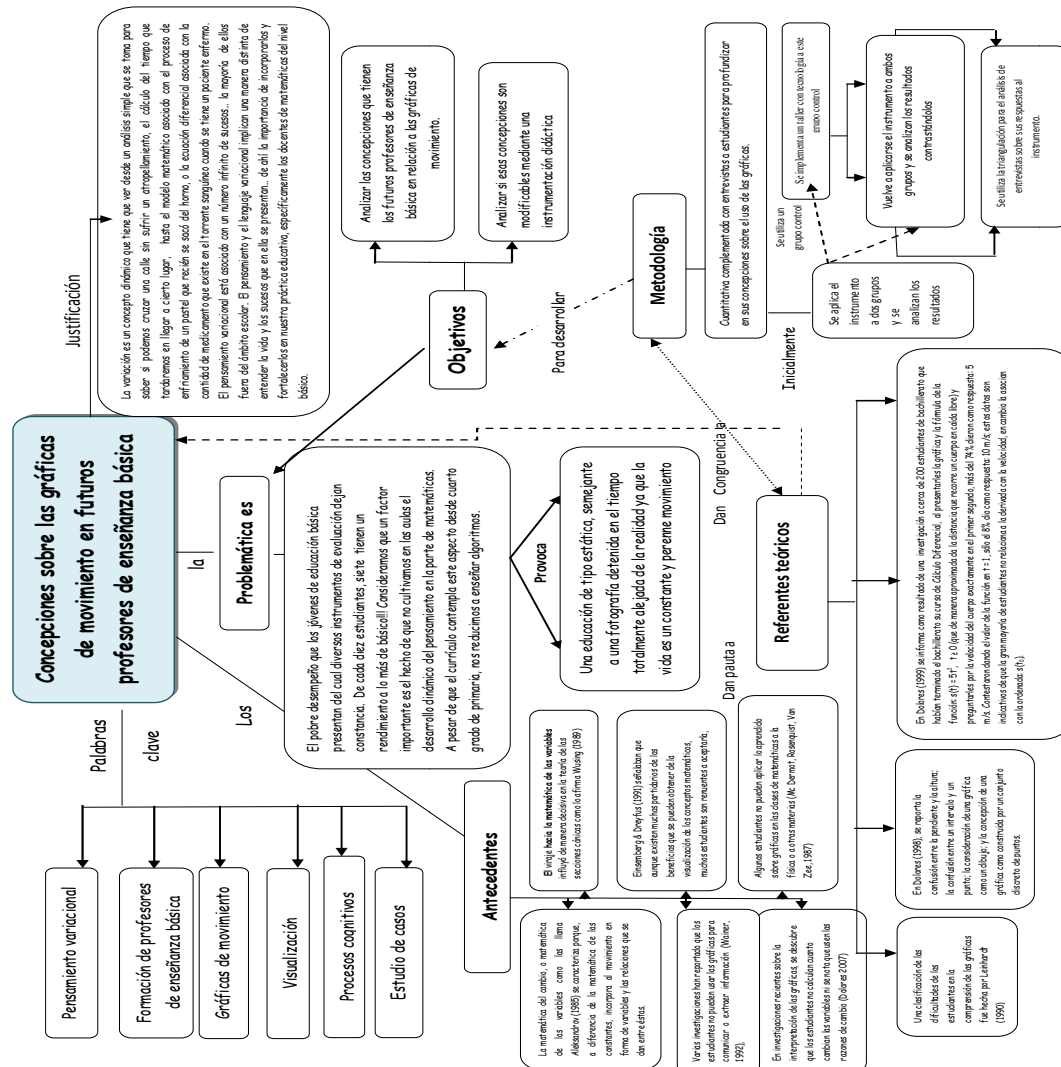 Concepciones sobre las gráficas
de movimiento en futuros
profesores de enseñanza básica
Justificación
La variación es un concepto dinámico que tiene que ver desde un análisis simple que se toma para
saber si podemos cruzar una calle sin sufrir un atropellamiento, el cálculo del tiempo que
tardaremos en llegar a cierto lugar, hasta el modelo matemático asociado con el proceso de
enfriamiento de un pastel que recién se sacó del horno, o la ecuación diferencial asociada con la
cantidad de medicamento que existe en el torrente sanguíneo cuando se tiene un paciente enfermo.
El pensamiento variacional está asociado con un número infinito de sucesos... la mayoría de ellos
fuera del ámbito escolar. El pensamiento y el lenguaje variacional implican una manera distinta de
entender la vida y los sucesos que en ella se presentan... de ahí la importancia de incorporarlos y
fortalecerlos en nuestra práctica educativa, específicamente los docentes de matemáticas del nivel
básico.
Palabras
clave
Pensamiento variacional
Formación de profesores
de enseñanza básica
Gráficas de movimiento
Visualización
Procesos cognitivos
Estudio de casos
la
Problemática es
El pobre desempeño que los jóvenes de educación básica
presentan del cual diversos instrumentos de evaluación dejan
constancia. De cada diez estudiantes, siete tienen un
rendimiento a lo más de básico!!! Consideramos que un factor
importante es el hecho de que no cultivamos en las aulas el
desarrollo dinámico del pensamiento en la parte de matemáticas.
A pesar de que el currículo contempla este aspecto desde cuarto
grado de primaria, nos reducimos a enseñar algoritmos.
Provoca
Una educación de tipo estática, semejante
a una fotografía detenida en el tiempo
totalmente alejada de la realidad ya que la
vida es un constante y perenne movimiento
Objetivos
Analizar las concepciones que tienen
los futuros profesores de enseñanza
básica en relación a las gráficas de
movimiento.
Analizar si esas concepciones son
modificables mediante una
instrumentación didáctica
Para desarrollar
Metodología
Cuantitativa complementada con entrevistas a estudiantes para profundizar
en sus concepciones sobre el uso de las gráficas.
Inicialmente
Se aplica el
instrumento
a dos grupos
y se
analizan los
resultados
Se utiliza un
grupo control
Se implementa un taller con tecnología a este
grupo control
Vuelve a aplicarse el instrumento a ambos
grupos y se analizan los resultados
contrastándolos
Se utiliza la triangulación para el análisis de
entrevistas sobre sus respuestas al
instrumento.
Los
Antecedentes
El viraje hacia la matemática de las variables
influyó de manera decisiva en la teoría de las
secciones cónicas como lo afirma Wusing (1989)
Einsemberg & Dreyfus (1991) señalaban que
aunque existen muchos partidarios de los
beneficios que se pueden obtener de la
visualización de los conceptos matemáticos,
muchos estudiantes son renuentes a aceptarla,
Algunos estudiantes no pueden aplicar lo aprendido
sobre gráficas en las clases de matemáticas a la
física o a otras materias (Mc Dermot, Rosenquist, Van
Zee, 1987)
La matemática del cambio, o matemática
de las variables como las llama
Aleksandrov (1985) se caracteriza porque,
a diferencia de la matemática de las
constantes, incorpora al movimiento en
forma de variables y las relaciones que se
dan entre éstas.
Varias investigaciones han reportado que los
estudiantes no pueden usar las gráficas para
comunicar o extraer información (Wainer,
1992),
En investigaciones recientes sobre la
interpretación de las gráficas, se descubre
que los estudiantes no calculan cuanto
cambian las variables ni se nota que usen las
razones de cambio (Dolores 2007)
Dan pauta a
Dan Congruencia a
Referentes teóricos
En Dolores (1999) se informa como resultado de una investigación a cerca de 200 estudiantes de bachillerato que
habían terminado el bachillerato su curso de Cálculo Diferencial, al presentarles la gráfica y la fórmula de la
función s(t) = 5t², t ≥ 0 (que de manera aproximada da la distancia que recorre un cuerpo en caída libre) y
preguntarles por la velocidad del cuerpo exactamente en el primer segundo, más del 74% dieron como respuesta: 5
m/s. Contestaron dando el valor de la función en t = 1, sólo el 8% dio como respuesta: 10 m/s; estos datos son
indicativos de que la gran mayoría de estudiantes no relaciona a la derivada con la velocidad, en cambio la asocian
con la ordenada s(t₀).
En Dolores (1998), se reporta la
confusión entre la pendiente y la altura;
la confusión entre un intervalo y un
punto; la consideración de una gráfica
como un dibujo; y la concepción de una
gráfica como construida por un conjunto
discreto de puntos.
Una clasificación de las
dificultades de los
estudiantes en la
comprensión de las gráficas
fue hecha por Leinhardt
(1990)